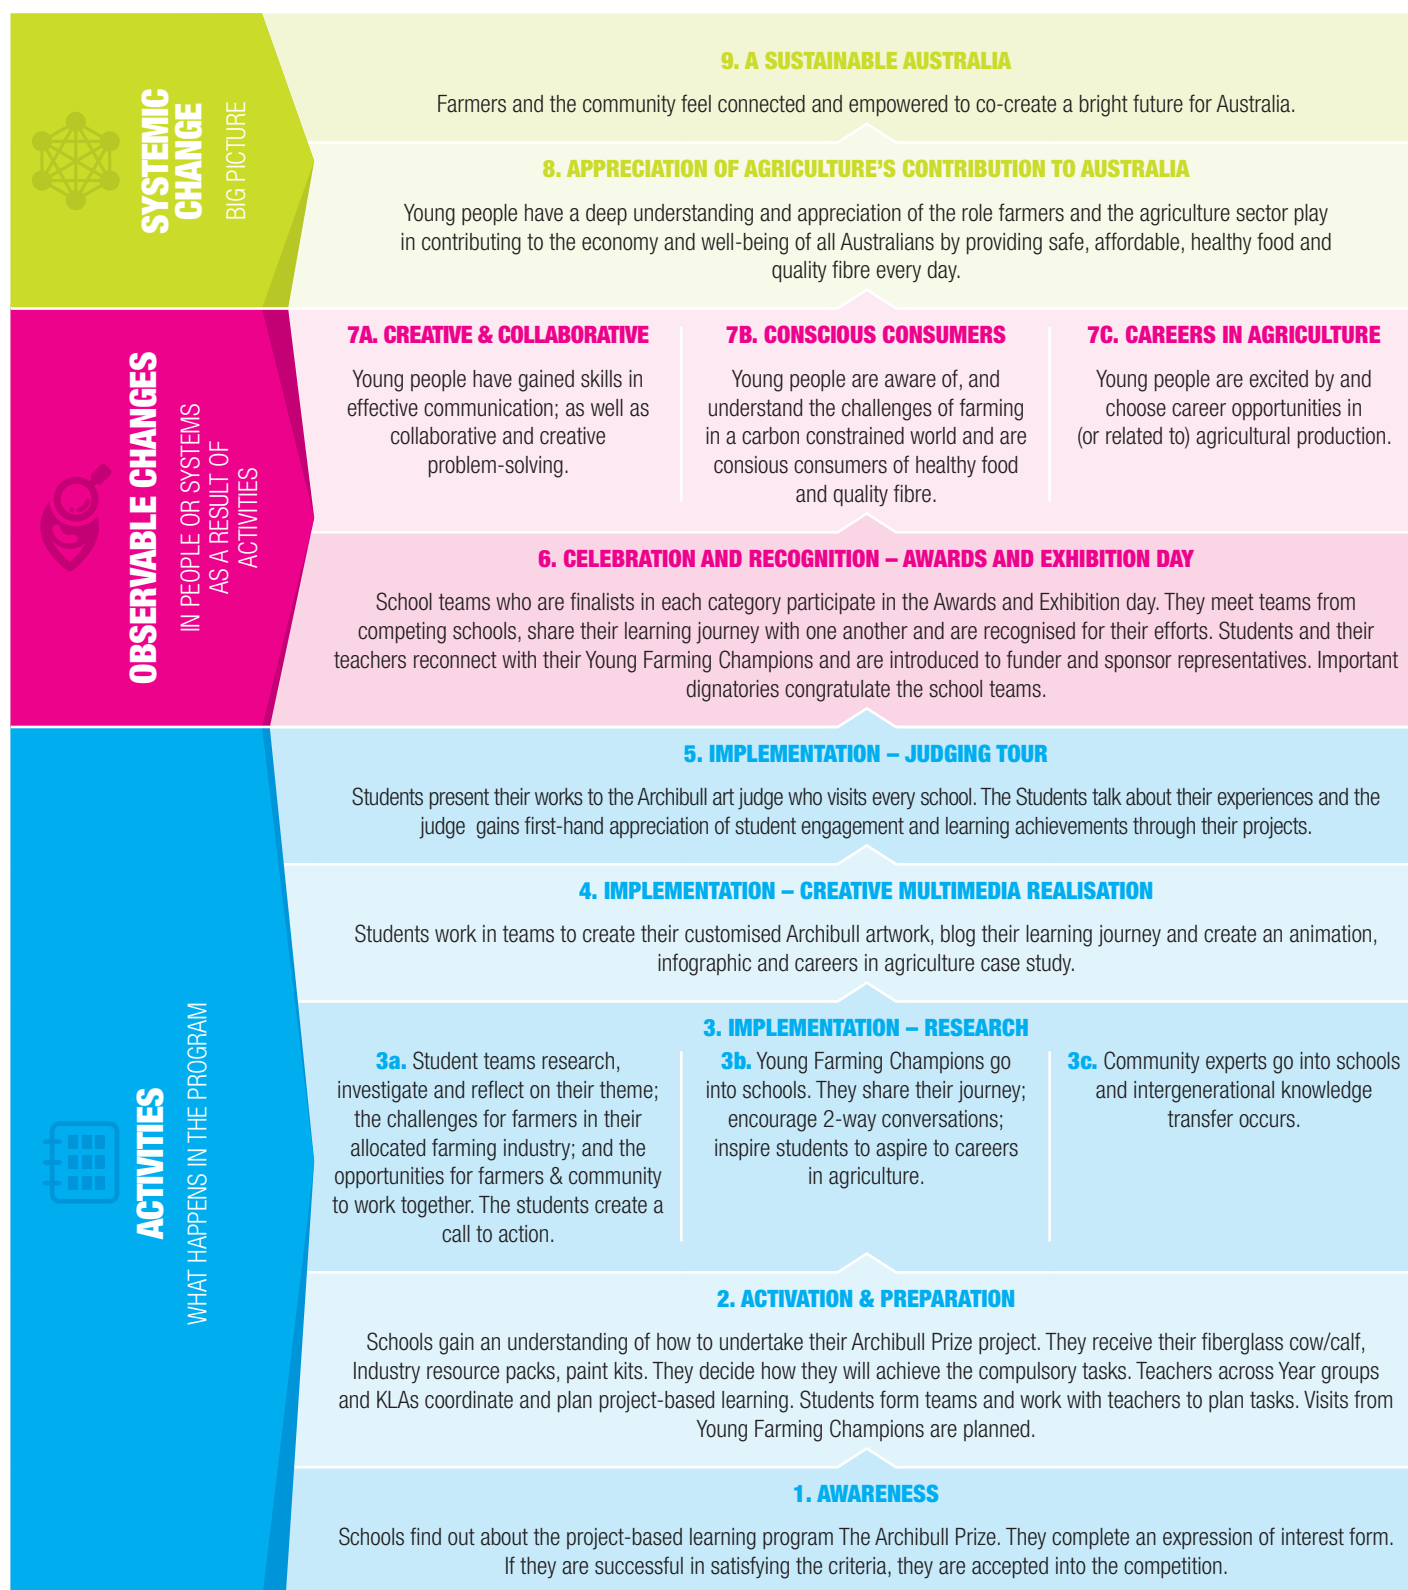 SYSTEMIC
CHANGE
BIG PICTURE
9. A SUSTAINABLE AUSTRALIA
Farmers and the community feel connected and empowered to co-create a bright future for Australia.
8. APPRECIATION OF AGRICULTURE'S CONTRIBUTION TO AUSTRALIA
Young people have a deep understanding and appreciation of the role farmers and the agriculture sector play
in contributing to the economy and well-being of all Australians by providing safe, affordable, healthy food and
quality fibre every day.
OBSERVABLE CHANGES
IN PEOPLE OR SYSTEMS
AS A RESULT OF
ACTIVITIES
7A. CREATIVE & COLLABORATIVE
Young people have gained skills in
effective communication; as well as
collaborative and creative
problem-solving.
7B. CONSCIOUS CONSUMERS
Young people are aware of, and
understand the challenges of farming
in a carbon constrained world and are
consious consumers of healthy food
and quality fibre.
7C. CAREERS IN AGRICULTURE
Young people are excited by and
choose career opportunities in
(or related to) agricultural production.
6. CELEBRATION AND RECOGNITION – AWARDS AND EXHIBITION DAY
School teams who are finalists in each category participate in the Awards and Exhibition day. They meet teams from
competing schools, share their learning journey with one another and are recognised for their efforts. Students and their
teachers reconnect with their Young Farming Champions and are introduced to funder and sponsor representatives. Important
dignatories congratulate the school teams.
ACTIVITIES
WHAT HAPPENS IN THE PROGRAM
5. IMPLEMENTATION – JUDGING TOUR
Students present their works to the Archibull art judge who visits every school. The Students talk about their experiences and the
judge gains first-hand appreciation of student engagement and learning achievements through their projects.
4. IMPLEMENTATION – CREATIVE MULTIMEDIA REALISATION
Students work in teams to create their customised Archibull artwork, blog their learning journey and create an animation,
infographic and careers in agriculture case study.
3. IMPLEMENTATION – RESEARCH
3a. Student teams research,
investigate and reflect on their theme;
the challenges for farmers in their
allocated farming industry; and the
opportunities for farmers & community
to work together. The students create a
call to action.
3b. Young Farming Champions go
into schools. They share their journey;
encourage 2-way conversations;
inspire students to aspire to careers
in agriculture.
3c. Community experts go into schools
and intergenerational knowledge
transfer occurs.
2. ACTIVATION & PREPARATION
Schools gain an understanding of how to undertake their Archibull Prize project. They receive their fiberglass cow/calf,
Industry resource packs, paint kits. They decide how they will achieve the compulsory tasks. Teachers across Year groups
and KLAs coordinate and plan project-based learning. Students form teams and work with teachers to plan tasks. Visits from
Young Farming Champions are planned.
1. AWARENESS
Schools find out about the project-based learning program The Archibull Prize. They complete an expression of interest form.
If they are successful in satisfying the criteria, they are accepted into the competition.